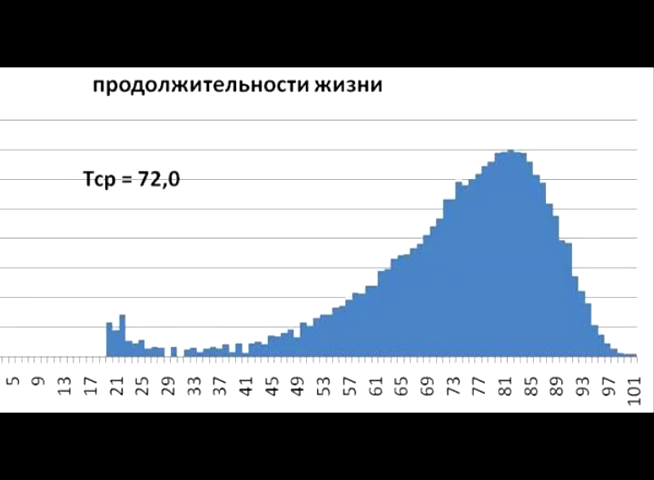 продолжительности жизни
Тср = 72,0
5 9 13 17 21 25 29 33 37 41 45 49 53 57 61 65 69 73 77 81 85 89 93 97 101